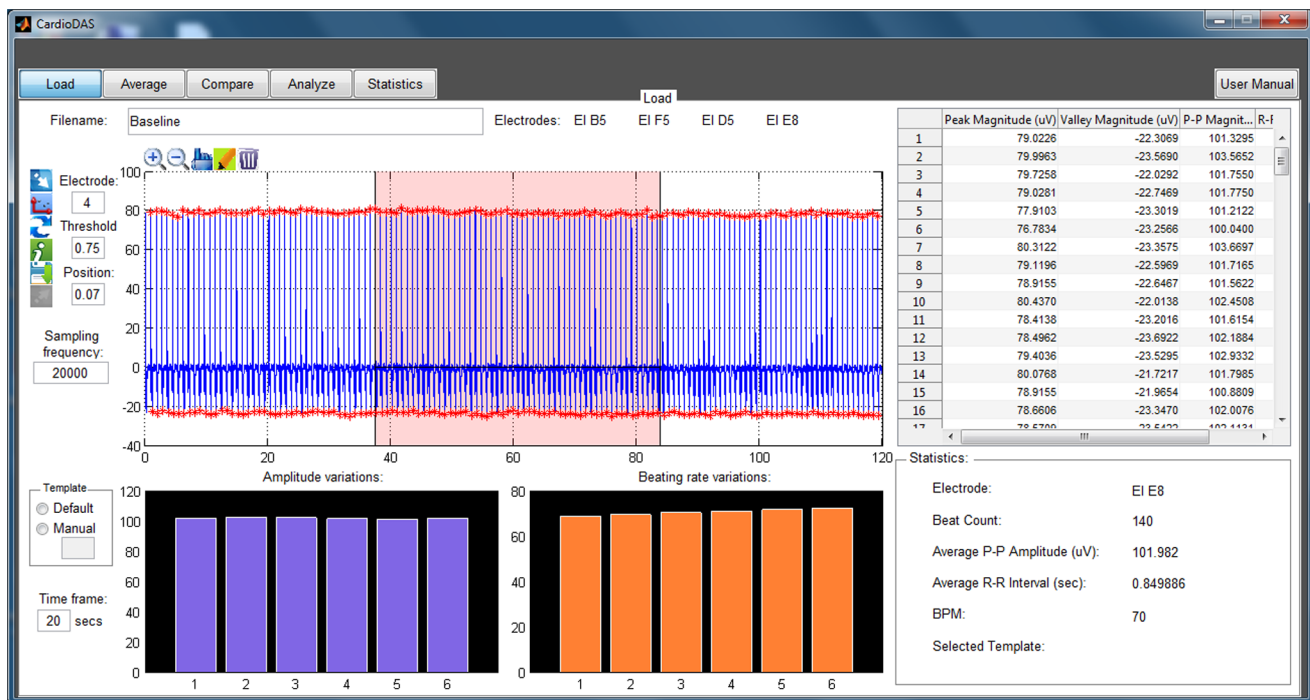 CardioDAS
Load Average Compare Analyze Statistics User Manual
Load
Filename: Baseline Electrodes: El B5 El F5 El D5 El E8
Electrode:
4
Threshold
0.75
Position:
0.07
Sampling
frequency:
20000
100
80
60
40
20
0
-20
-40
0 20 40 60 80 100 120
Peak Magnitude (uV) Valley Magnitude (uV) P-P Magnit... R-F
1 79.0226 -22.3069 101.3295
2 79.9963 -23.5690 103.5652
3 79.7258 -22.0292 101.7550
4 79.0281 -22.7469 101.7750
5 77.9103 -23.3019 101.2122
6 76.7834 -23.2566 100.0400
7 80.3122 -23.3575 103.6697
8 79.1196 -22.5969 101.7165
9 78.9155 -22.6467 101.5622
10 80.4370 -22.0138 102.4508
11 78.4138 -23.2016 101.6154
12 78.4962 -23.6922 102.1884
13 79.4036 -23.5295 102.9332
14 80.0768 -21.7217 101.7985
15 78.9155 -21.9654 100.8809
16 78.6606 -23.3470 102.0076
17 78.5709 -23.5422 102.1131
Template
Default
Manual
Time frame:
20 secs
Amplitude variations:
120
100
80
60
40
20
0
1 2 3 4 5 6
Beating rate variations:
80
60
40
20
0
1 2 3 4 5 6
Statistics:
Electrode: El E8
Beat Count: 140
Average P-P Amplitude (uV): 101.982
Average R-R Interval (sec): 0.849886
BPM: 70
Selected Template: